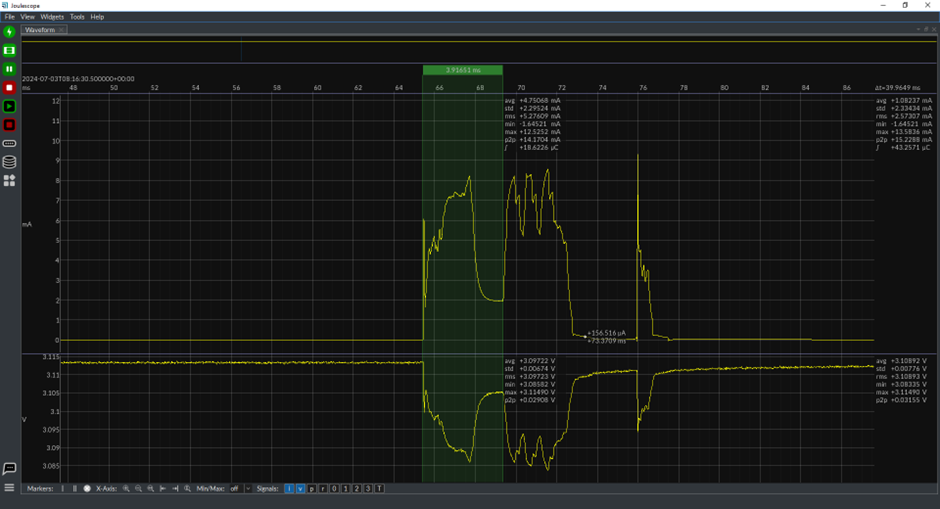 Joulescope
File View Widgets Tools Help
Waveform
3.91651 ms
2024-07-03T08:16:30.500000+00:00
ms 48 50 52 54 56 58 60 62 64 66 68 70 72 74 76 78 80 82 84 86 Δt=39.9649 ms
12
11
10
9
8
7
6
5
4
3
2
1
0
mA
avg +4.75068 mA
std +2.29524 mA
rms +5.27609 mA
min -1.64521 mA
max +12.5252 mA
p2p +14.1704 mA
∫ +18.6226 µC
avg +1.08237 mA
std +2.33434 mA
rms +2.57307 mA
min -1.64521 mA
max +13.5836 mA
p2p +15.2288 mA
∫ +43.2571 µC
+156.516 µA
+73.3709 ms
3.115
3.11
3.105
3.1
3.095
3.09
3.085
V
avg +3.09722 V
std +0.00674 V
rms +3.09723 V
min +3.08582 V
max +3.11490 V
p2p +0.02908 V
avg +3.10892 V
std +0.00776 V
rms +3.10893 V
min +3.08335 V
max +3.11490 V
p2p +0.03155 V
Markers: X-Axis: Min/Max: off Signals: i v p r 0 1 2 3 T